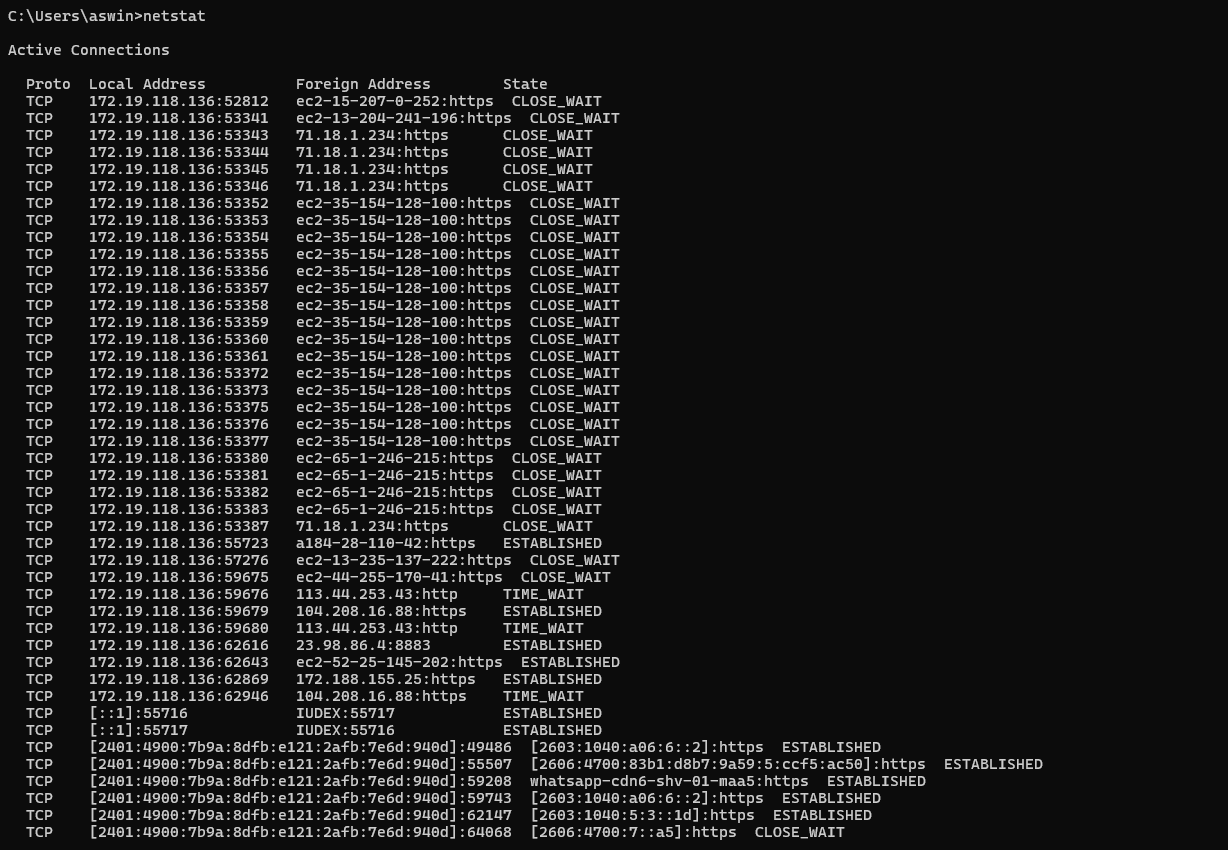 C:\Users\aswin>netstat
Active Connections
Proto  Local Address          Foreign Address        State
TCP    172.19.118.136:52812   ec2-15-207-0-252:https  CLOSE_WAIT
TCP    172.19.118.136:53341   ec2-13-204-241-196:https  CLOSE_WAIT
TCP    172.19.118.136:53343   71.18.1.234:https      CLOSE_WAIT
TCP    172.19.118.136:53344   71.18.1.234:https      CLOSE_WAIT
TCP    172.19.118.136:53345   71.18.1.234:https      CLOSE_WAIT
TCP    172.19.118.136:53346   71.18.1.234:https      CLOSE_WAIT
TCP    172.19.118.136:53352   ec2-35-154-128-100:https  CLOSE_WAIT
TCP    172.19.118.136:53353   ec2-35-154-128-100:https  CLOSE_WAIT
TCP    172.19.118.136:53354   ec2-35-154-128-100:https  CLOSE_WAIT
TCP    172.19.118.136:53355   ec2-35-154-128-100:https  CLOSE_WAIT
TCP    172.19.118.136:53356   ec2-35-154-128-100:https  CLOSE_WAIT
TCP    172.19.118.136:53357   ec2-35-154-128-100:https  CLOSE_WAIT
TCP    172.19.118.136:53358   ec2-35-154-128-100:https  CLOSE_WAIT
TCP    172.19.118.136:53359   ec2-35-154-128-100:https  CLOSE_WAIT
TCP    172.19.118.136:53360   ec2-35-154-128-100:https  CLOSE_WAIT
TCP    172.19.118.136:53361   ec2-35-154-128-100:https  CLOSE_WAIT
TCP    172.19.118.136:53372   ec2-35-154-128-100:https  CLOSE_WAIT
TCP    172.19.118.136:53373   ec2-35-154-128-100:https  CLOSE_WAIT
TCP    172.19.118.136:53375   ec2-35-154-128-100:https  CLOSE_WAIT
TCP    172.19.118.136:53376   ec2-35-154-128-100:https  CLOSE_WAIT
TCP    172.19.118.136:53377   ec2-35-154-128-100:https  CLOSE_WAIT
TCP    172.19.118.136:53380   ec2-65-1-246-215:https  CLOSE_WAIT
TCP    172.19.118.136:53381   ec2-65-1-246-215:https  CLOSE_WAIT
TCP    172.19.118.136:53382   ec2-65-1-246-215:https  CLOSE_WAIT
TCP    172.19.118.136:53383   ec2-65-1-246-215:https  CLOSE_WAIT
TCP    172.19.118.136:53387   71.18.1.234:https      CLOSE_WAIT
TCP    172.19.118.136:55723   a184-28-110-42:https   ESTABLISHED
TCP    172.19.118.136:57276   ec2-13-235-137-222:https  CLOSE_WAIT
TCP    172.19.118.136:59675   ec2-44-255-170-41:https  CLOSE_WAIT
TCP    172.19.118.136:59676   113.44.253.43:http     TIME_WAIT
TCP    172.19.118.136:59679   104.208.16.88:https    ESTABLISHED
TCP    172.19.118.136:59680   113.44.253.43:http     TIME_WAIT
TCP    172.19.118.136:62616   23.98.86.4:8883        ESTABLISHED
TCP    172.19.118.136:62643   ec2-52-25-145-202:https  ESTABLISHED
TCP    172.19.118.136:62869   172.188.155.25:https   ESTABLISHED
TCP    172.19.118.136:62946   104.208.16.88:https    TIME_WAIT
TCP    [::1]:55716            IUDEX:55717            ESTABLISHED
TCP    [::1]:55717            IUDEX:55716            ESTABLISHED
TCP    [2401:4900:7b9a:8dfb:e121:2afb:7e6d:940d]:49486  [2603:1040:a06:6::2]:https  ESTABLISHED
TCP    [2401:4900:7b9a:8dfb:e121:2afb:7e6d:940d]:55507  [2606:4700:83b1:d8b7:9a59:5:ccf5:ac50]:https  ESTABLISHED
TCP    [2401:4900:7b9a:8dfb:e121:2afb:7e6d:940d]:59208  whatsapp-cdn6-shv-01-maa5:https  ESTABLISHED
TCP    [2401:4900:7b9a:8dfb:e121:2afb:7e6d:940d]:59743  [2603:1040:a06:6::2]:https  ESTABLISHED
TCP    [2401:4900:7b9a:8dfb:e121:2afb:7e6d:940d]:62147  [2603:1040:5:3::1d]:https  ESTABLISHED
TCP    [2401:4900:7b9a:8dfb:e121:2afb:7e6d:940d]:64068  [2606:4700:7::a5]:https  CLOSE_WAIT